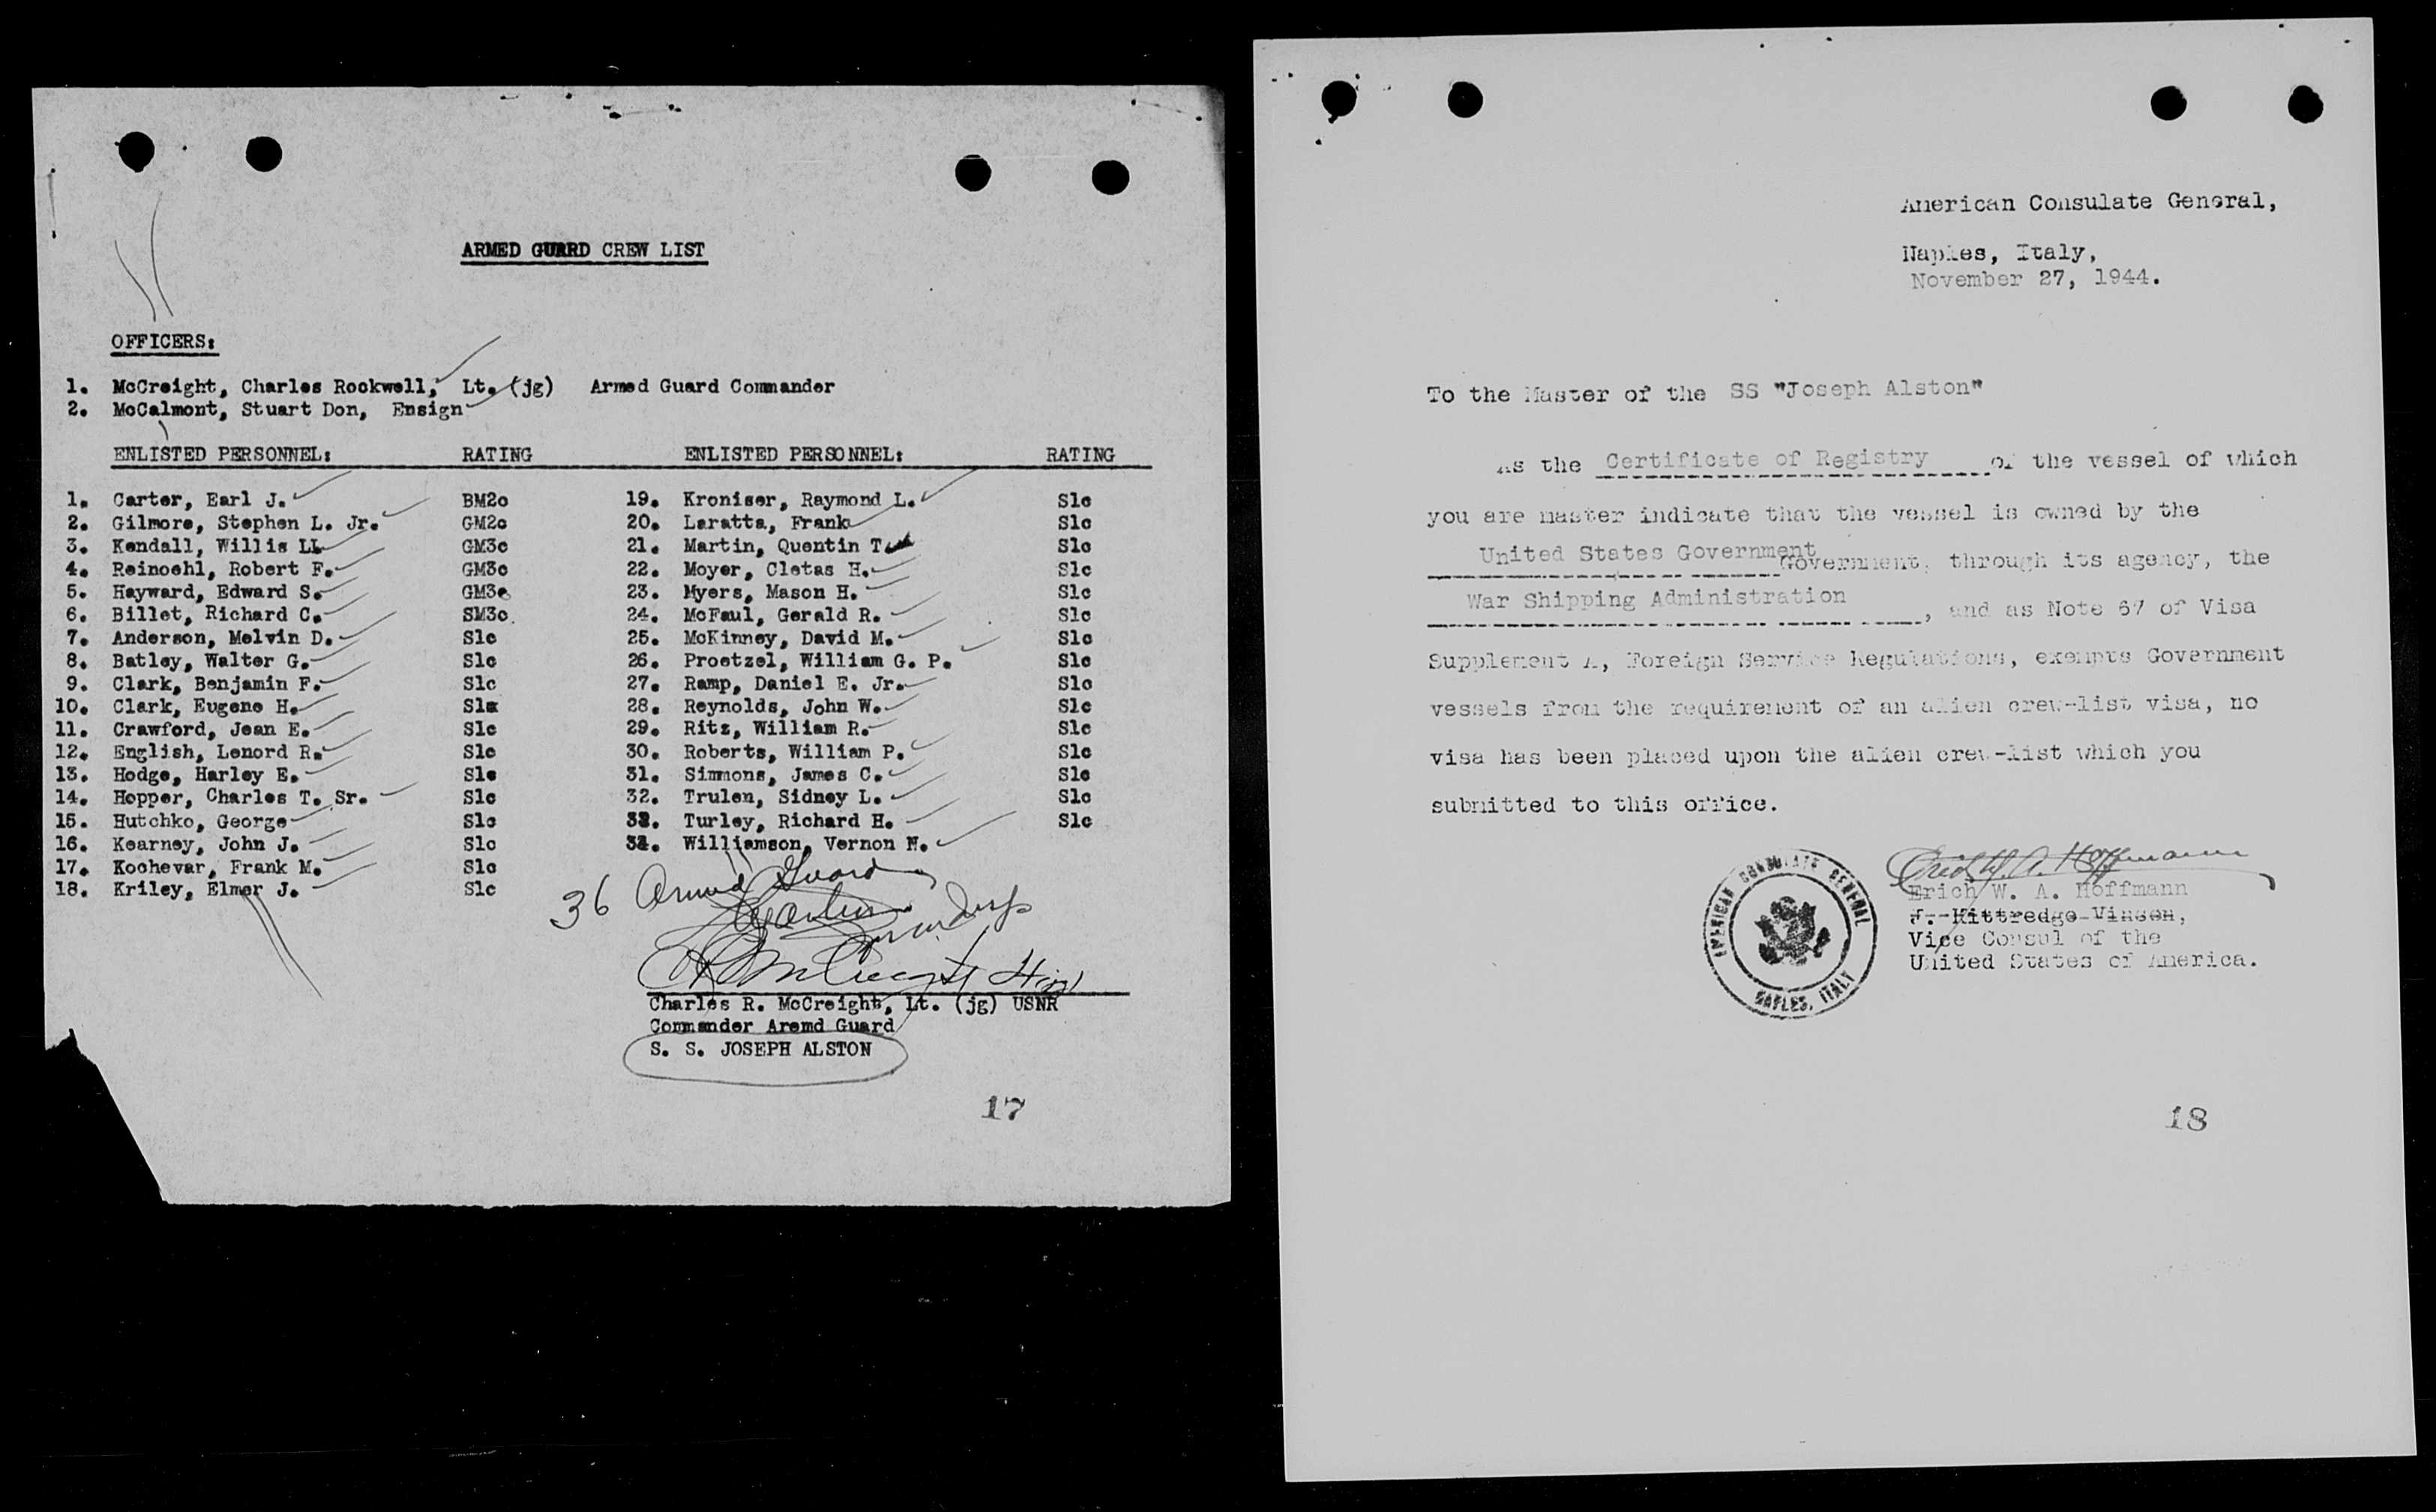 ARMED GUARD CREW LIST
OFFICERS:
1. McCreight, Charles Rockwell, Lt. (jg) Armed Guard Commander
2. McCalmont, Stuart Don, Ensign
ENLISTED PERSONNEL: RATING ENLISTED PERSONNEL: RATING
1. Carter, Earl J. BM2c 19. Kroniser, Raymond L. S1c
2. Gilmore, Stephen L. Jr. GM2c 20. Laratta, Frank S1c
3. Kendall, Willis LL GM3c 21. Martin, Quentin T. S1c
4. Reinoehl, Robert F. GM3c 22. Moyer, Cletas H. S1c
5. Hayward, Edward S. GM3c 23. Myers, Mason H. S1c
6. Billet, Richard C. SM3c. 24. McFaul, Gerald R. S1c
7. Anderson, Melvin D. S1c 25. McKinney, David M. S1c
8. Batley, Walter G. S1c 26. Proetzel, William G. P. S1c
9. Clark, Benjamin F. S1c 27. Ramp, Daniel E. Jr. S1c
10. Clark, Eugene H. S1c 28. Reynolds, John W. S1c
11. Crawford, Jean E. S1c 29. Ritz, William R. S1c
12. English, Lenord R. S1c 30. Roberts, William P. S1c
13. Hodge, Harley E. S1c 31. Simmons, James C. S1c
14. Hopper, Charles T. Sr. S1c 32. Trulen, Sidney L. S1c
15. Hutchko, George S1c 33. Turley, Richard H. S1c
16. Kearney, John J. S1c 34. Williamson, Vernon N.
17. Kochevar, Frank M. S1c
18. Kriley, Elmer J. S1c
36 Armed Guard
Charles R. McCreight, Lt. (jg) USNR
Commander Aremd Guard
S. S. JOSEPH ALSTON
17
American Consulate General,
Naples, Italy,
November 27, 1944.
To the Master of the SS "Joseph Alston"
As the Certificate of Registry of the vessel of which
you are master indicate that the vessel is owned by the
United States Government Government, through its agency, the
War Shipping Administration, and as Note 67 of Visa
Supplement A, Foreign Service Regulations, exempts Government
vessels from the requirement of an alien crew-list visa, no
visa has been placed upon the alien crew-list which you
submitted to this office.
Erich W. A. Hoffmann
Erich W. A. Hoffmann
J. Kittredge Vinson,
Vice Consul of the
United States of America.
AMERICAN CONSULATE GENERAL
NAPLES, ITALY
18